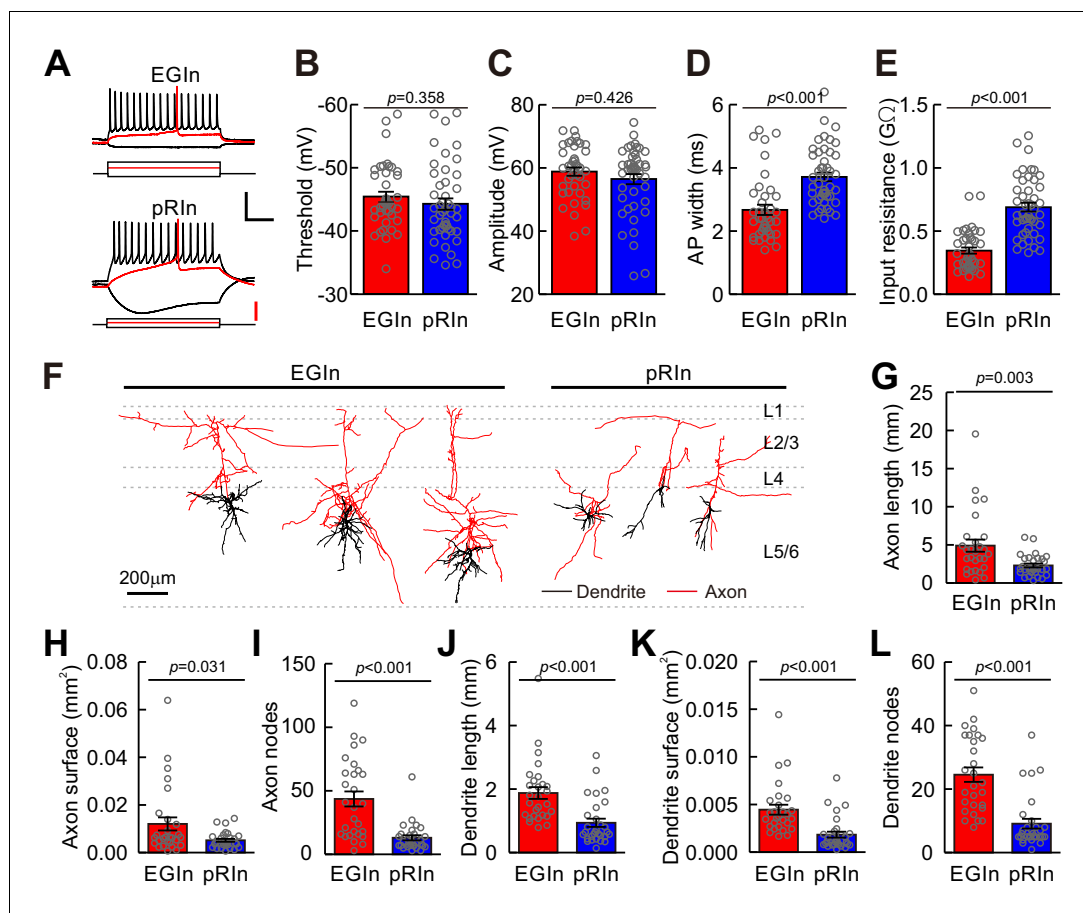 A
EGIn
pRIn
B
p=0.358
Threshold (mV)
-60
-50
-40
-30
EGIn pRIn
C
p=0.426
Amplitude (mV)
80
60
40
20
EGIn pRIn
D
p<0.001
AP width (ms)
6
4
2
0
EGIn pRIn
E
p<0.001
Input resisitance (GΩ)
1.5
1.0
0.5
0.0
EGIn pRIn
F
EGIn pRIn
L1
L2/3
L4
L5/6
200μm
Dendrite Axon
G
p=0.003
Axon length (mm)
25
20
15
10
5
0
EGIn pRIn
H
p=0.031
Axon surface (mm²)
0.08
0.06
0.04
0.02
0.00
EGIn pRIn
I
p<0.001
Axon nodes
150
100
50
0
EGIn pRIn
J
p<0.001
Dendrite length (mm)
6
4
2
0
EGIn pRIn
K
p<0.001
Dendrite surface (mm²)
0.020
0.015
0.010
0.005
0.000
EGIn pRIn
L
p<0.001
Dendrite nodes
60
40
20
0
EGIn pRIn